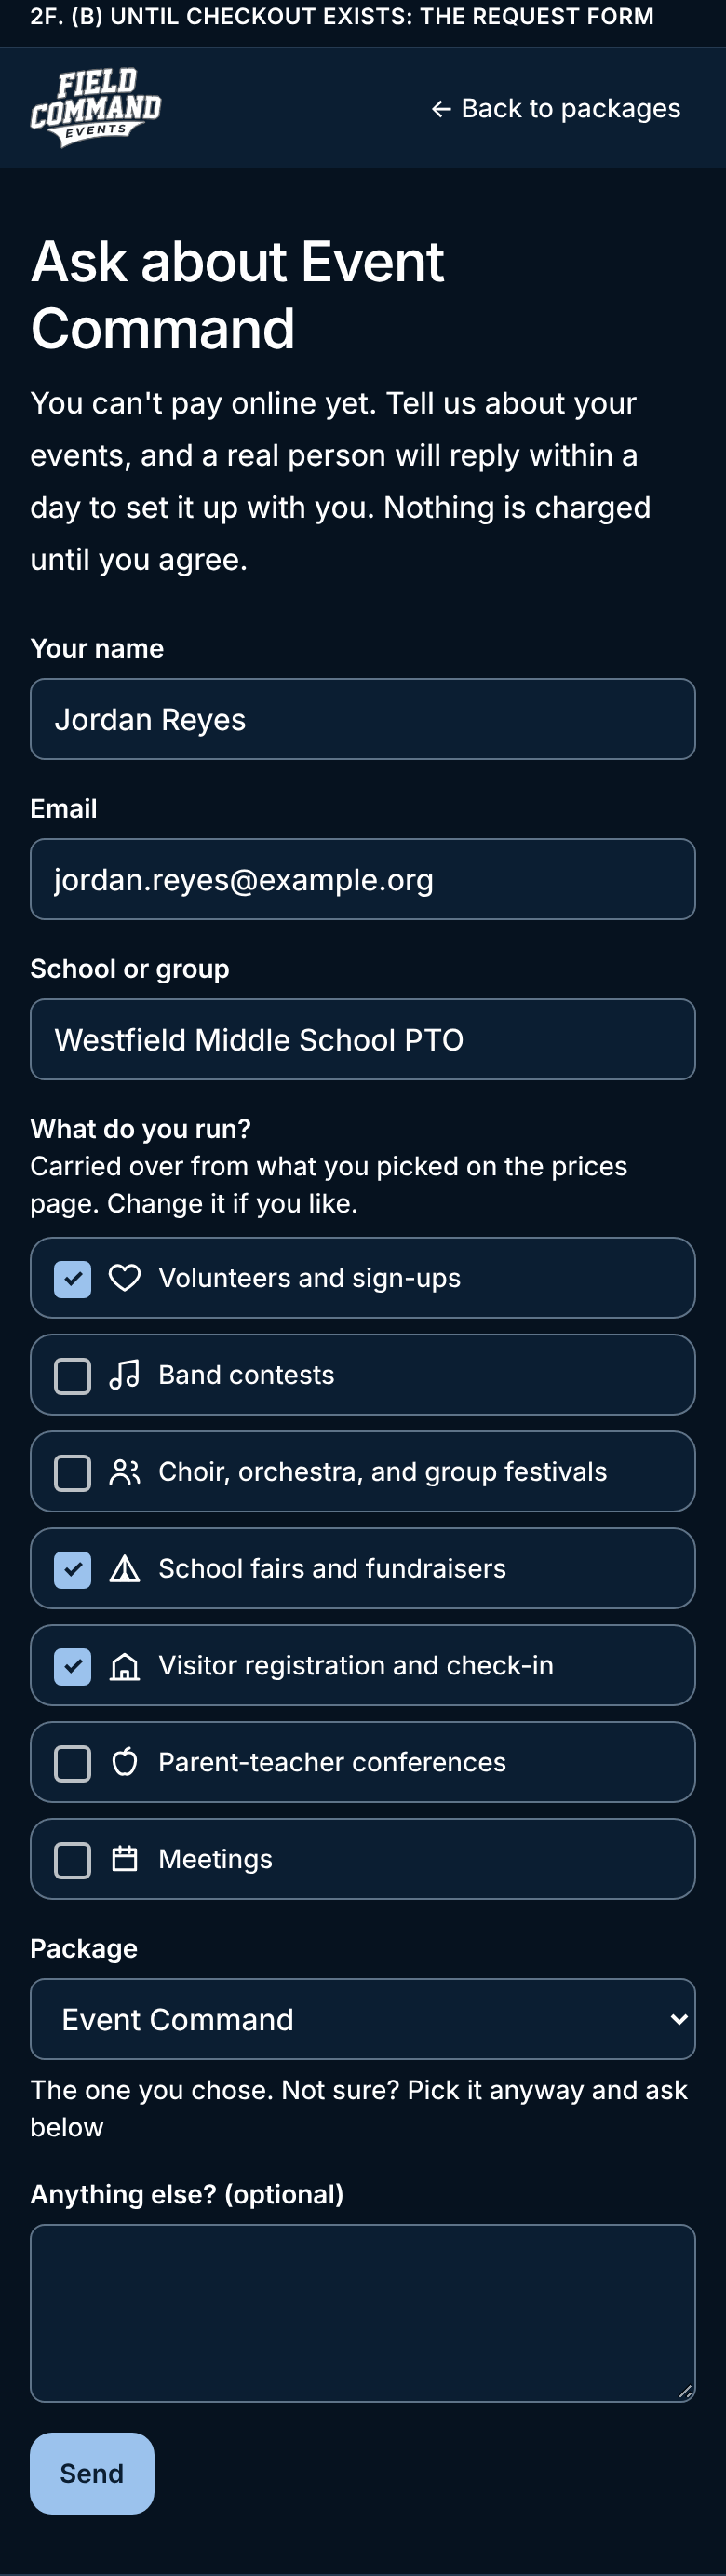 2F. (B) UNTIL CHECKOUT EXISTS: THE REQUEST FORM
FIELD
COMMAND
EVENTS
← Back to packages
Ask about Event
Command
You can't pay online yet. Tell us about your
events, and a real person will reply within a
day to set it up with you. Nothing is charged
until you agree.
Your name
Jordan Reyes
Email
jordan.reyes@example.org
School or group
Westfield Middle School PTO
What do you run?
Carried over from what you picked on the prices
page. Change it if you like.
Volunteers and sign-ups
Band contests
Choir, orchestra, and group festivals
School fairs and fundraisers
Visitor registration and check-in
Parent-teacher conferences
Meetings
Package
Event Command
The one you chose. Not sure? Pick it anyway and ask
below
Anything else? (optional)
Send